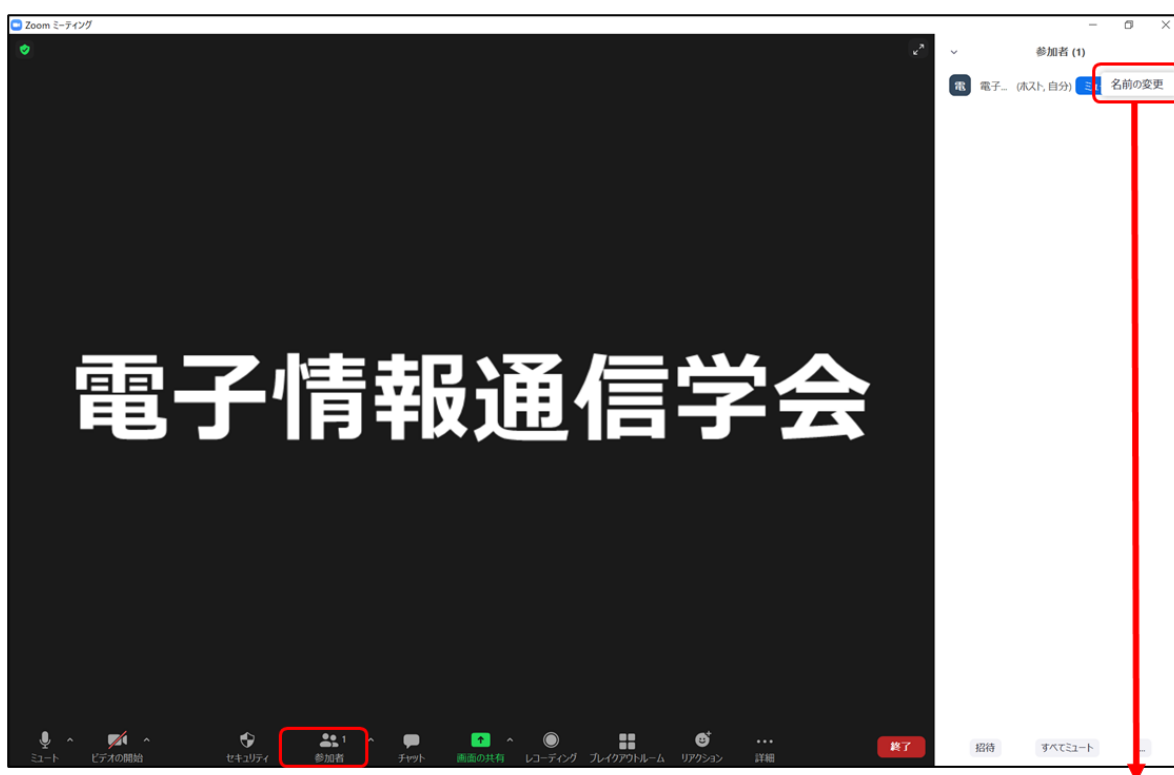 Zoom ミーティング
参加者 (1)
電 電子... (ホスト, 自分) ミュ
名前の変更
電子情報通信学会
ミュート ビデオの開始 セキュリティ 参加者 1 チャット 画面の共有 レコーディング ブレイクアウトルーム リアクション 詳細 終了
招待 すべてミュート ...